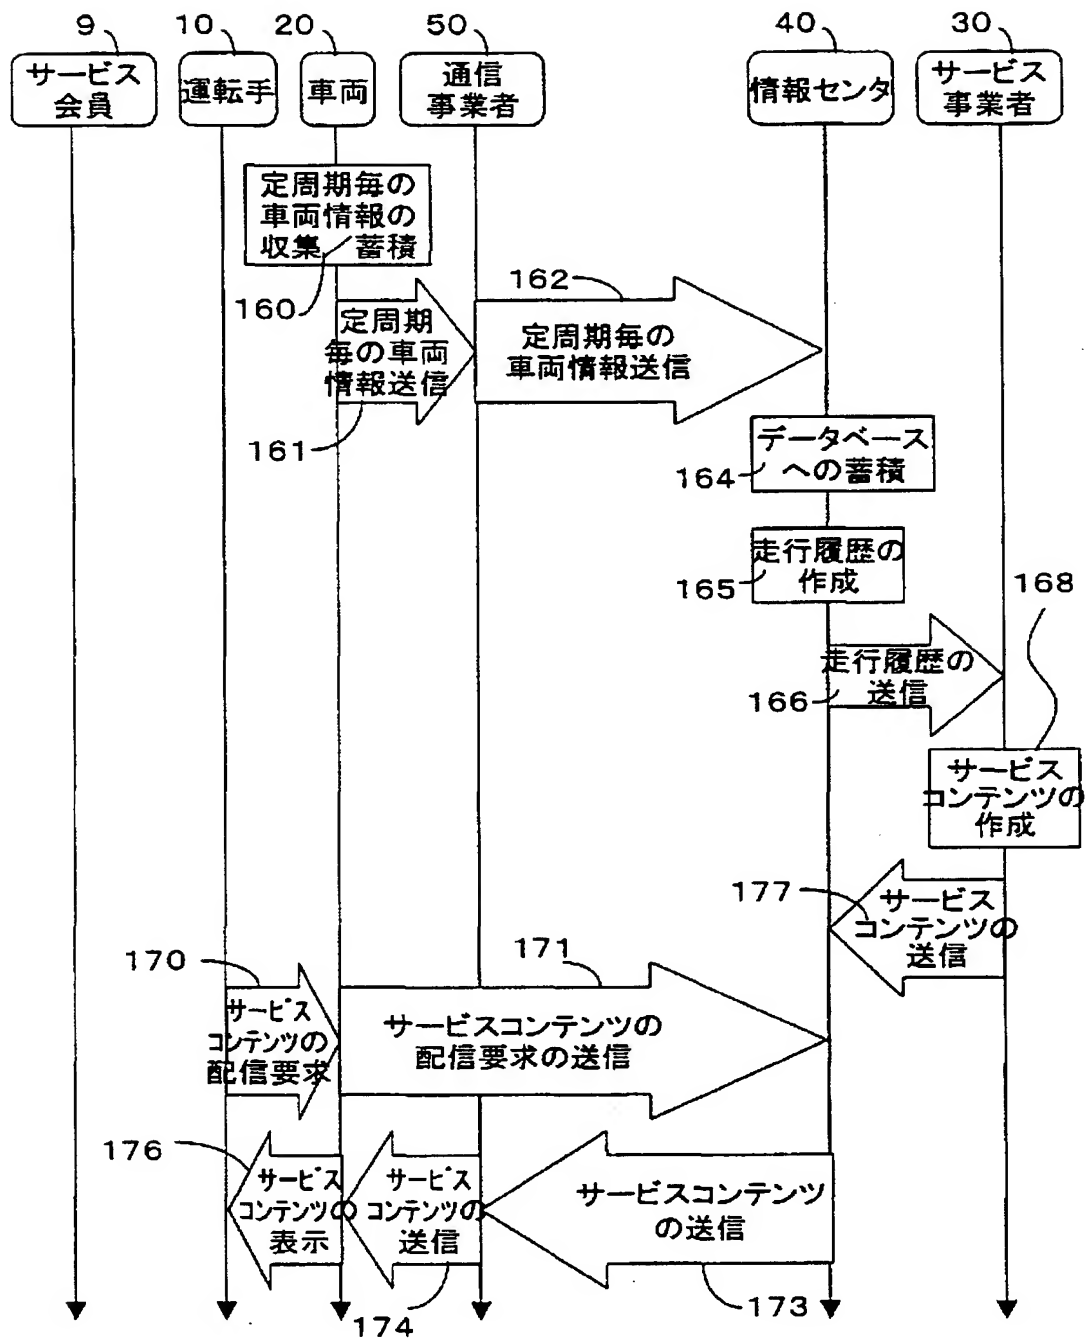 9
10
20
50
40
30
サービス
会員
運転手
車両
通信
事業者
情報センタ
サービス
事業者
定周期毎の
車両情報の
収集 蓄積
160
定周期
毎の車両
情報送信
161
162
定周期毎の
車両情報送信
データベース
への蓄積
164
走行履歴の
作成
165
走行履歴の
送信
166
168
サービス
コンテンツの
作成
177
サービス
コンテンツの
送信
170
サービス
コンテンツの
配信要求
171
サービスコンテンツの
配信要求の送信
176
サービス
コンテンツの
表示
サービス
コンテンツの
送信
174
サービスコンテンツ
の送信
173